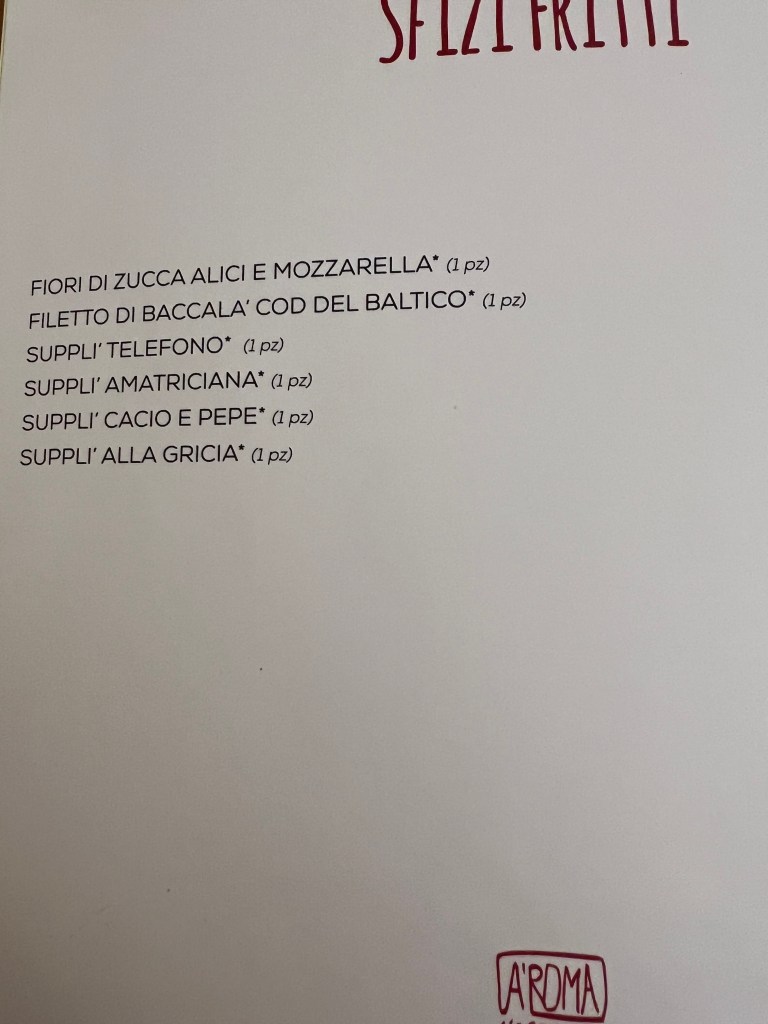 SFIZI FRITTI
FIORI DI ZUCCA ALICI E MOZZARELLA* (1 pz)
FILETTO DI BACCALA' COD DEL BALTICO* (1 pz)
SUPPLI' TELEFONO* (1 pz)
SUPPLI' AMATRICIANA* (1 pz)
SUPPLI' CACIO E PEPE* (1 pz)
SUPPLI' ALLA GRICIA* (1 pz)
A'ROMA